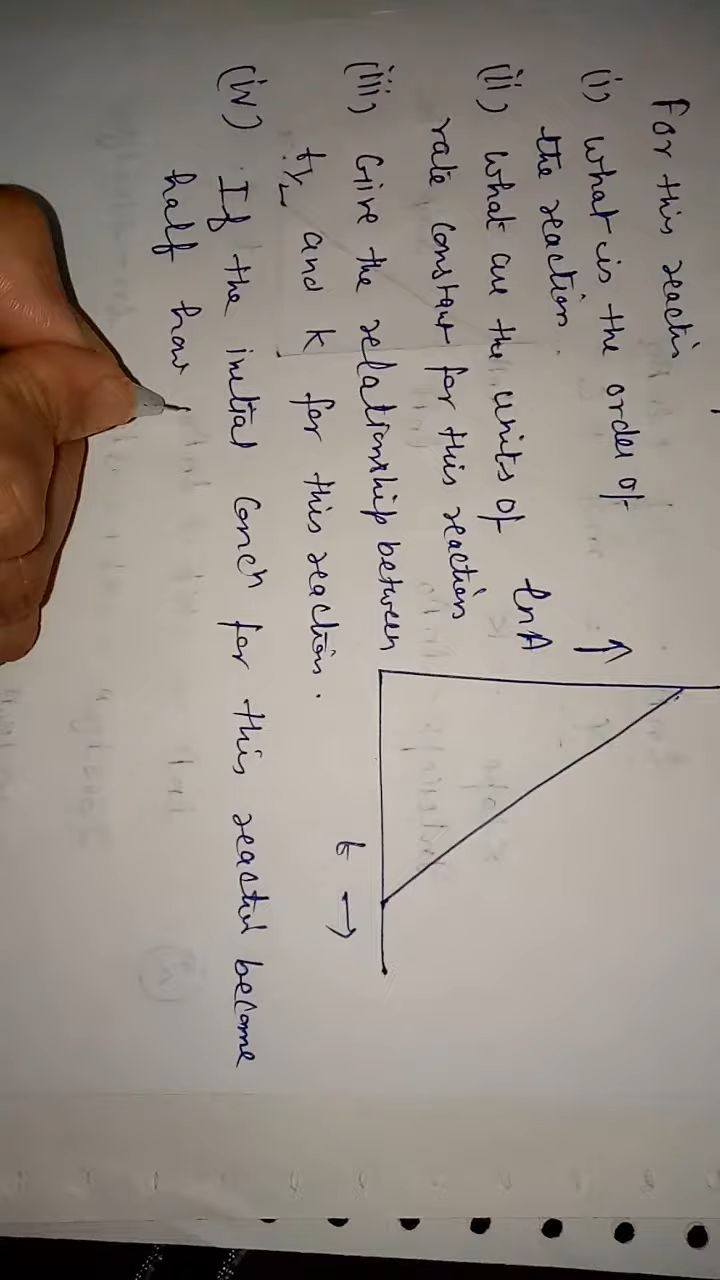 For this reacti
(i) what is the order of
the reaction.
(ii) what are the units of
rate constant for this reaction
(iii) Give the relationship between
t½ and K for this reaction.
(iv) If the initial Concn for this reactn become
half how
ln A
↑
t →